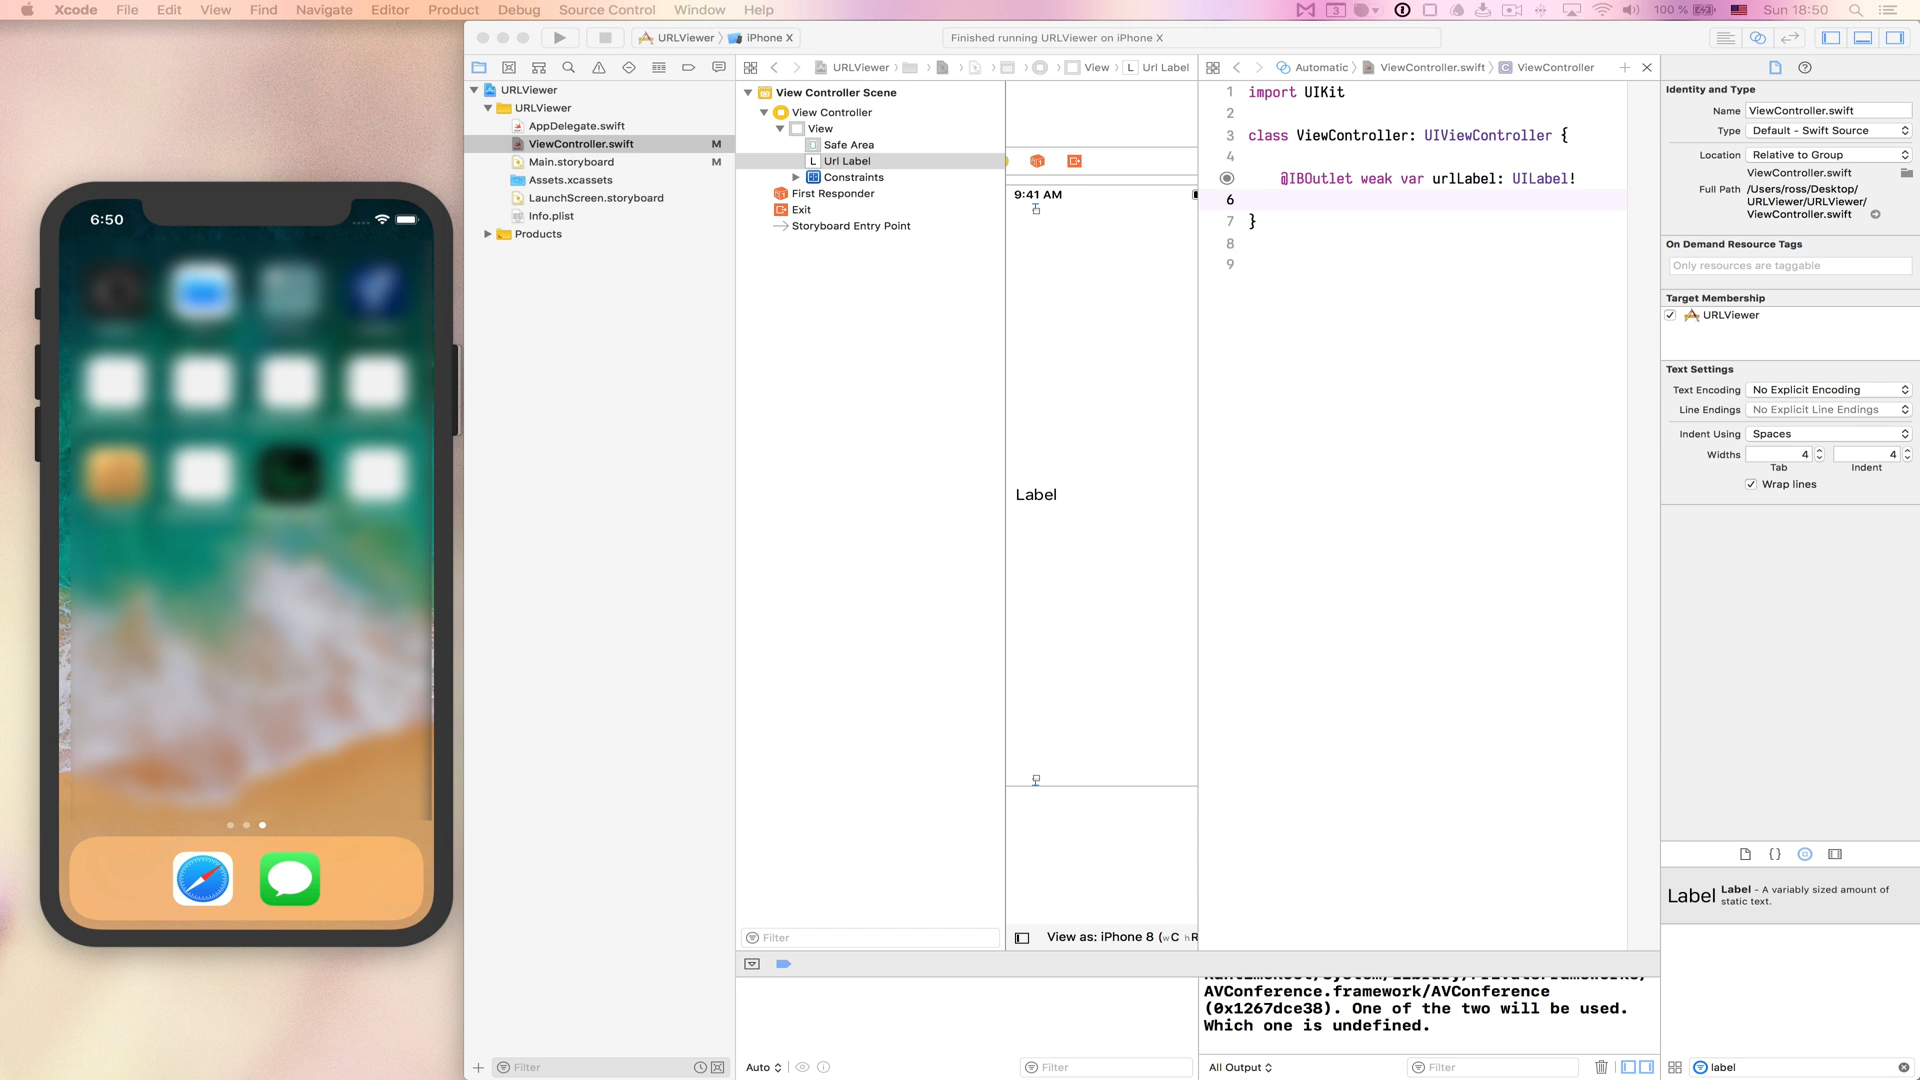 Xcode File Edit View Find Navigate Editor Product Debug Source Control Window Help
3 100 % Sun 18:50
URLViewer iPhone X
Finished running URLViewer on iPhone X
URLViewer View L Url Label
Automatic ViewController.swift C ViewController
URLViewer
URLViewer
AppDelegate.swift
ViewController.swift M
Main.storyboard M
Assets.xcassets
LaunchScreen.storyboard
Info.plist
Products
View Controller Scene
View Controller
View
Safe Area
L Url Label
Constraints
First Responder
Exit
Storyboard Entry Point
9:41 AM
Label
View as: iPhone 8 (wC hR
Filter
1 import UIKit
2
3 class ViewController: UIViewController {
4
@IBOutlet weak var urlLabel: UILabel!
6
7 }
8
9
Identity and Type
Name ViewController.swift
Type Default - Swift Source
Location Relative to Group
ViewController.swift
Full Path /Users/ross/Desktop/
URLViewer/URLViewer/
ViewController.swift
On Demand Resource Tags
Only resources are taggable
Target Membership
URLViewer
Text Settings
Text Encoding No Explicit Encoding
Line Endings No Explicit Line Endings
Indent Using Spaces
Widths 4 4
Tab Indent
Wrap lines
{ }
Label Label - A variably sized amount of
static text.
6:50
AVConference.framework/AVConference
(0x1267dce38). One of the two will be used.
Which one is undefined.
Filter
Auto
Filter
All Output
Filter
label